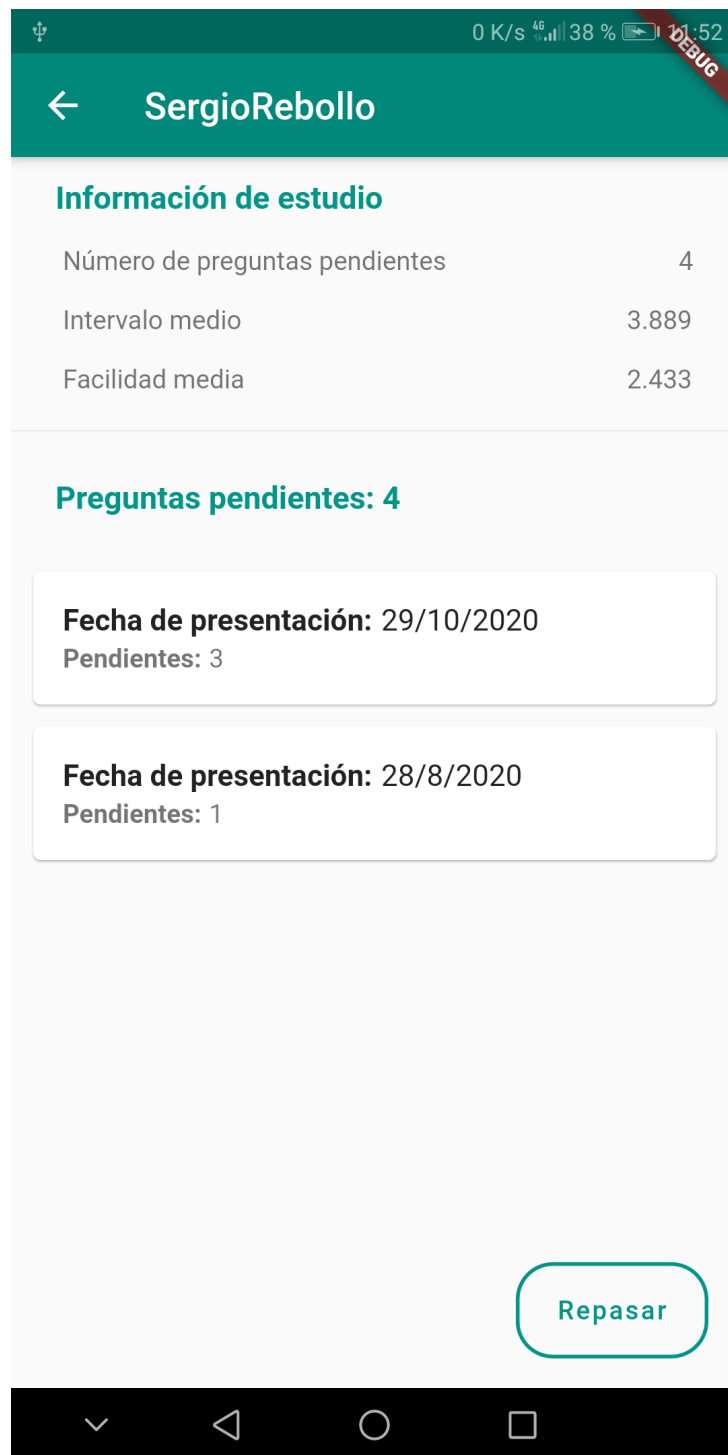 0 K/s 4G 38 % 11:52
DEBUG
SergioRebollo
Información de estudio
Número de preguntas pendientes 4
Intervalo medio 3.889
Facilidad media 2.433
Preguntas pendientes: 4
Fecha de presentación: 29/10/2020
Pendientes: 3
Fecha de presentación: 28/8/2020
Pendientes: 1
Repasar